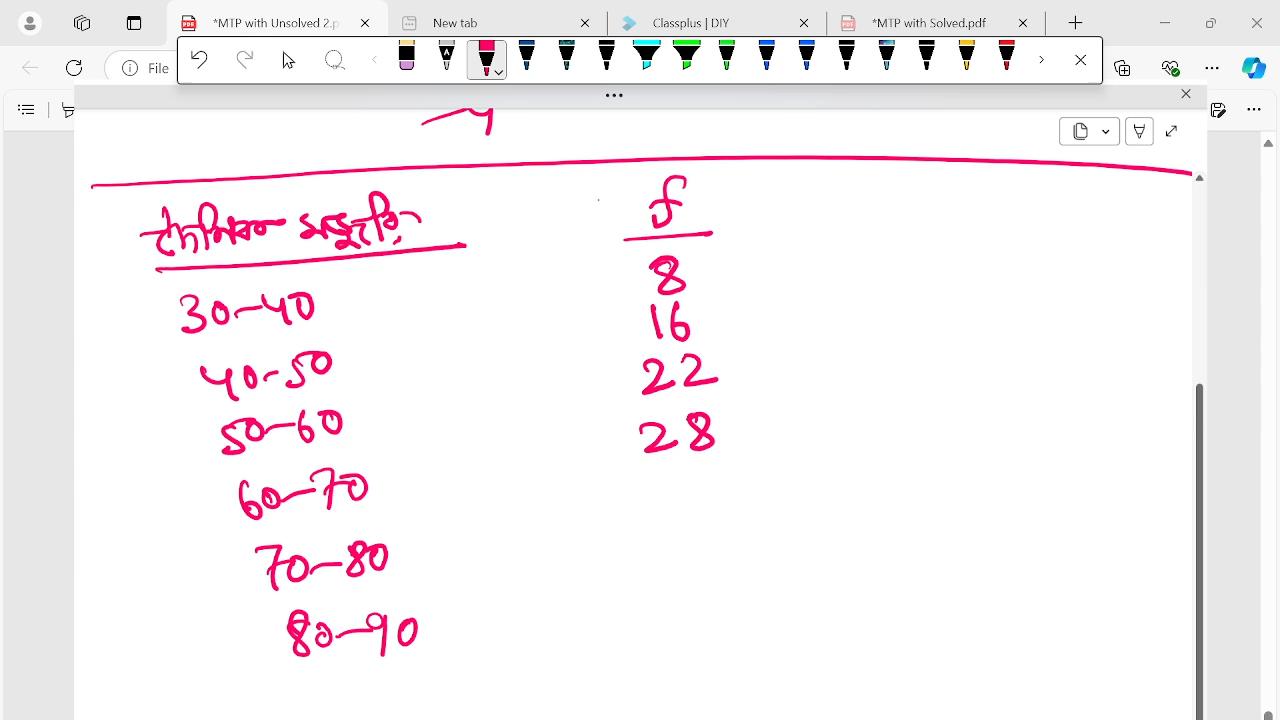 *MTP with Unsolved 2.p
New tab
Classplus | DIY
*MTP with Solved.pdf
File
দৈনিক মজুরি f
30-40 8
40-50 16
50-60 22
60-70 28
70-80
80-90